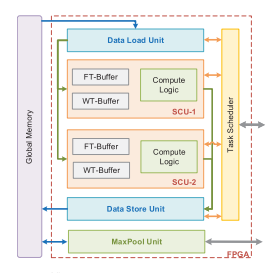 Data Load Unit
FT-Buffer
WT-Buffer
Compute
Logic
SCU-1
FT-Buffer
WT-Buffer
Compute
Logic
SCU-2
Data Store Unit
MaxPool Unit
FPGA
Global Memory
Task Scheduler